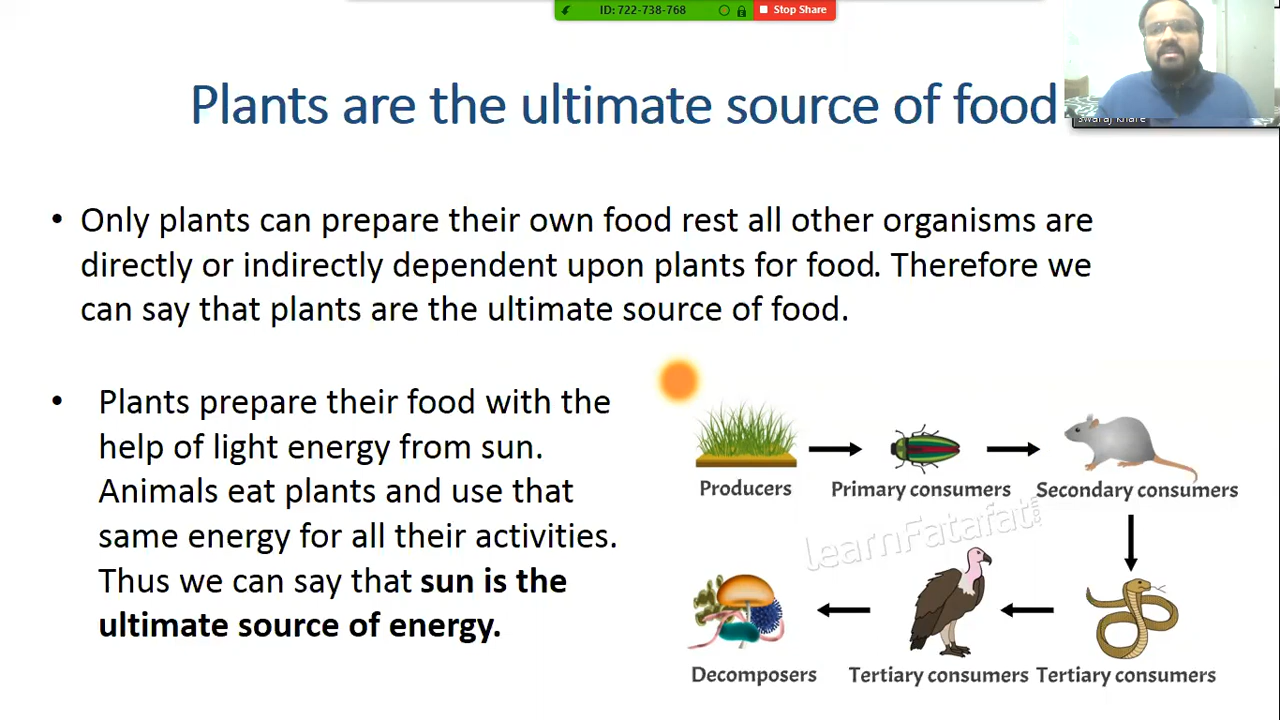 ID: 722-738-768
Stop Share
Plants are the ultimate source of food
swaraj khare
• Only plants can prepare their own food rest all other organisms are
directly or indirectly dependent upon plants for food. Therefore we
can say that plants are the ultimate source of food.
• Plants prepare their food with the
help of light energy from sun.
Animals eat plants and use that
same energy for all their activities.
Thus we can say that sun is the
ultimate source of energy.
Producers
Primary consumers
Secondary consumers
learnFatafat.com
Decomposers
Tertiary consumers
Tertiary consumers